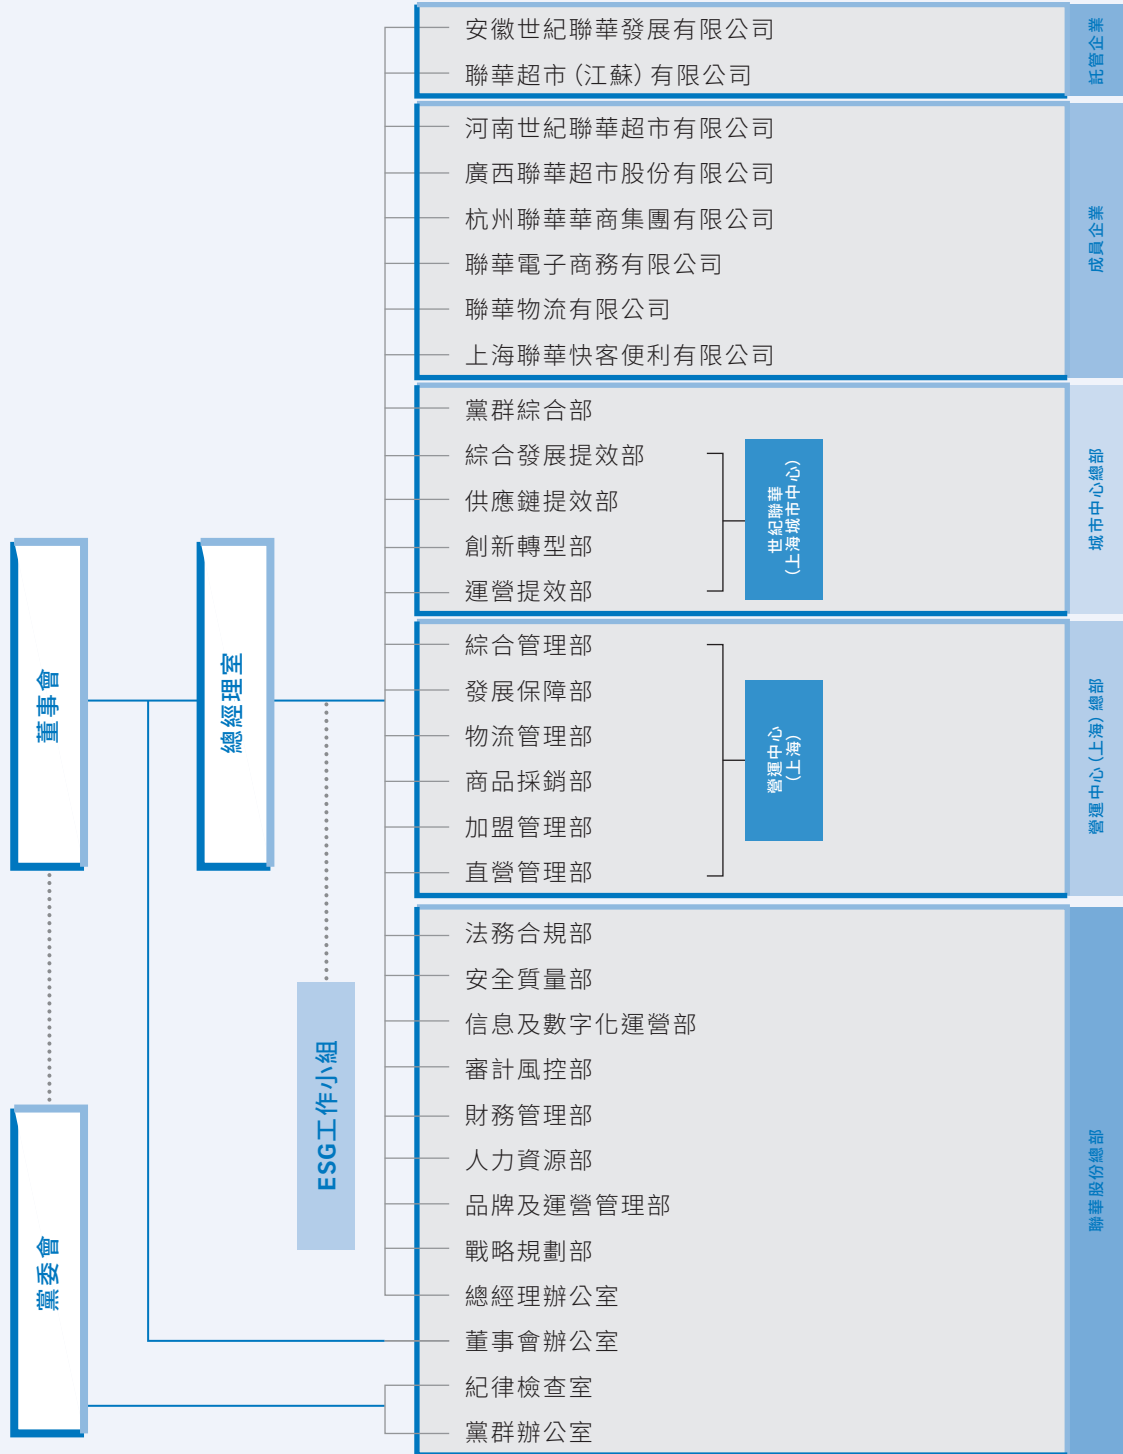 安徽世紀聯華發展有限公司
聯華超市（江蘇）有限公司
託管企業
河南世紀聯華超市有限公司
廣西聯華超市股份有限公司
杭州聯華華商集團有限公司
聯華電子商務有限公司
聯華物流有限公司
上海聯華快客便利有限公司
成員企業
黨群綜合部
綜合發展提效部
供應鏈提效部
創新轉型部
運營提效部
世紀聯華
（上海城市中心）
城市中心總部
綜合管理部
發展保障部
物流管理部
商品採銷部
加盟管理部
直營管理部
營運中心
（上海）
營運中心（上海）總部
董事會
總經理室
ESG工作小組
黨委會
法務合規部
安全質量部
信息及數字化運營部
審計風控部
財務管理部
人力資源部
品牌及運營管理部
戰略規劃部
總經理辦公室
董事會辦公室
紀律檢查室
黨群辦公室
聯華股份總部